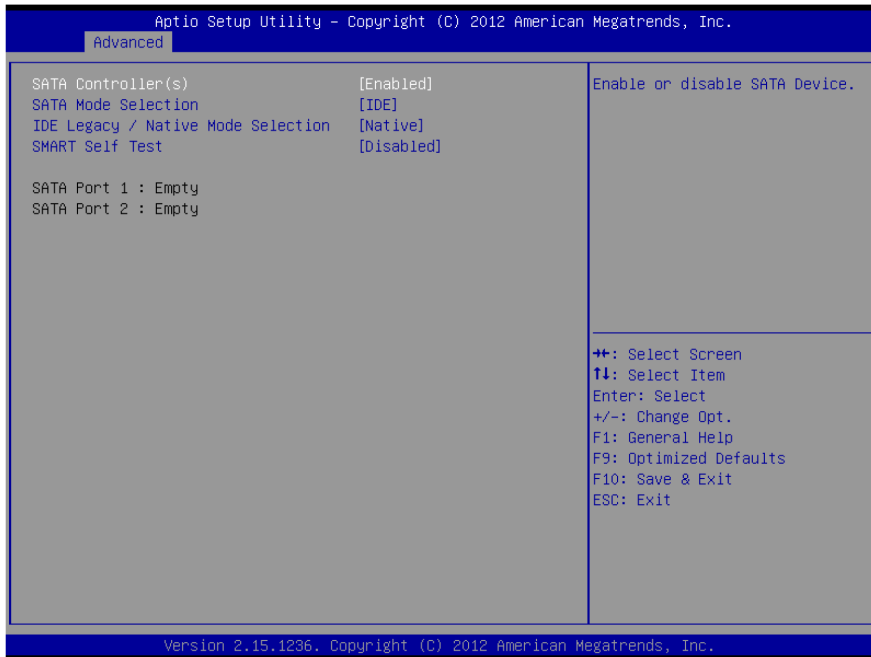 Aptio Setup Utility – Copyright (C) 2012 American Megatrends, Inc.
Advanced
SATA Controller(s) [Enabled]
SATA Mode Selection [IDE]
IDE Legacy / Native Mode Selection [Native]
SMART Self Test [Disabled]
SATA Port 1 : Empty
SATA Port 2 : Empty
Enable or disable SATA Device.
→←: Select Screen
↑↓: Select Item
Enter: Select
+/-: Change Opt.
F1: General Help
F9: Optimized Defaults
F10: Save & Exit
ESC: Exit
Version 2.15.1236. Copyright (C) 2012 American Megatrends, Inc.